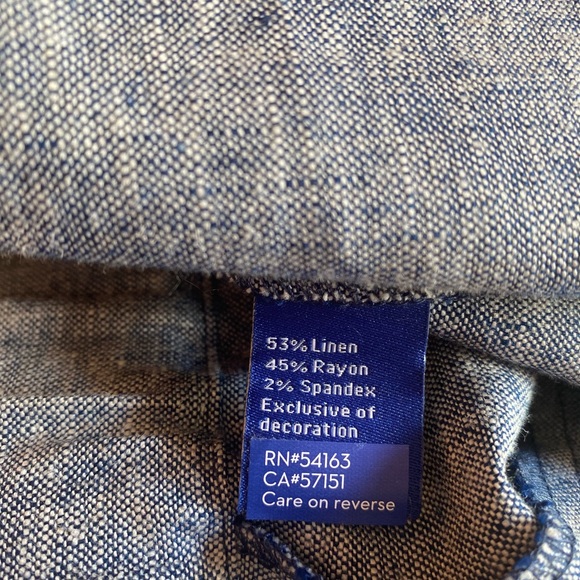 53% Linen
45% Rayon
2% Spandex
Exclusive of
decoration
RN#54163
CA#57151
Care on reverse